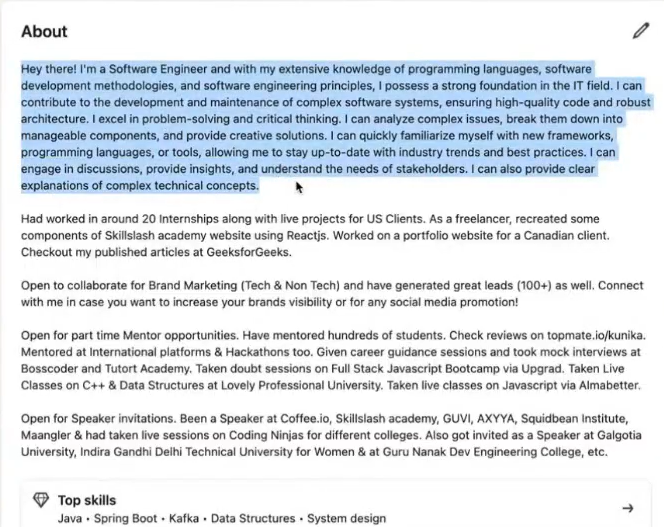 About
Hey there! I'm a Software Engineer and with my extensive knowledge of programming languages, software
development methodologies, and software engineering principles, I possess a strong foundation in the IT field. I can
contribute to the development and maintenance of complex software systems, ensuring high-quality code and robust
architecture. I excel in problem-solving and critical thinking. I can analyze complex issues, break them down into
manageable components, and provide creative solutions. I can quickly familiarize myself with new frameworks,
programming languages, or tools, allowing me to stay up-to-date with industry trends and best practices. I can
engage in discussions, provide insights, and understand the needs of stakeholders. I can also provide clear
explanations of complex technical concepts.
Had worked in around 20 Internships along with live projects for US Clients. As a freelancer, recreated some
components of Skillslash academy website using Reactjs. Worked on a portfolio website for a Canadian client.
Checkout my published articles at GeeksforGeeks.
Open to collaborate for Brand Marketing (Tech & Non Tech) and have generated great leads (100+) as well. Connect
with me in case you want to increase your brands visibility or for any social media promotion!
Open for part time Mentor opportunities. Have mentored hundreds of students. Check reviews on topmate.io/kunika.
Mentored at International platforms & Hackathons too. Given career guidance sessions and took mock interviews at
Bosscoder and Tutort Academy. Taken doubt sessions on Full Stack Javascript Bootcamp via Upgrad. Taken Live
Classes on C++ & Data Structures at Lovely Professional University. Taken live classes on Javascript via Almabetter.
Open for Speaker invitations. Been a Speaker at Coffee.io, Skillslash academy, GUVI, AXYYA, Squidbean Institute,
Maangler & had taken live sessions on Coding Ninjas for different colleges. Also got invited as a Speaker at Galgotia
University, Indira Gandhi Delhi Technical University for Women & at Guru Nanak Dev Engineering College, etc.
Top skills
Java • Spring Boot • Kafka • Data Structures • System design